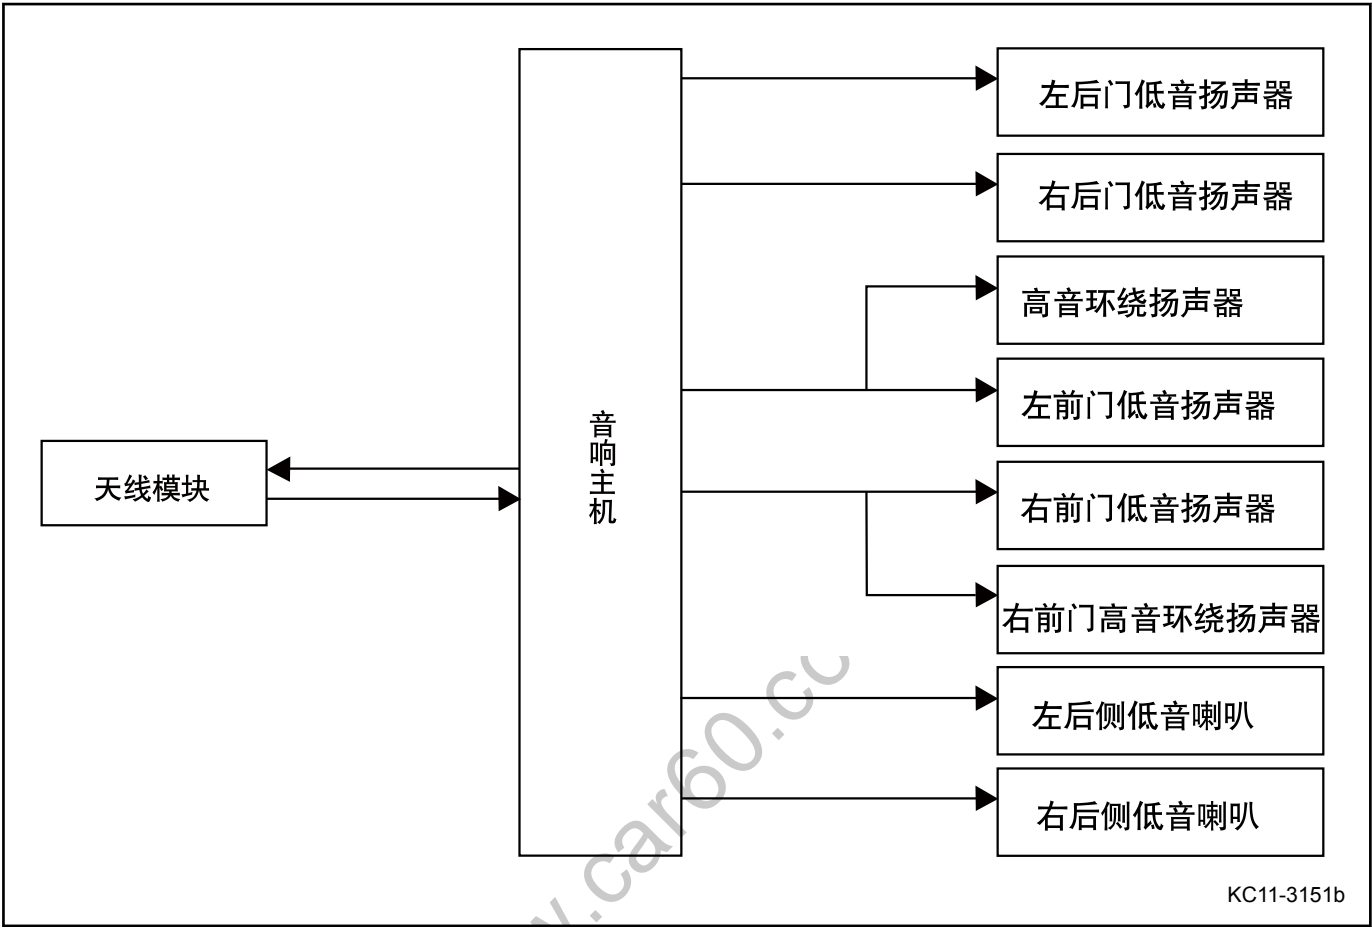 左后门低音扬声器
右后门低音扬声器
高音环绕扬声器
左前门低音扬声器
音响主机
天线模块
右前门低音扬声器
右前门高音环绕扬声器
左后侧低音喇叭
右后侧低音喇叭
.car60.co
KC11-3151b